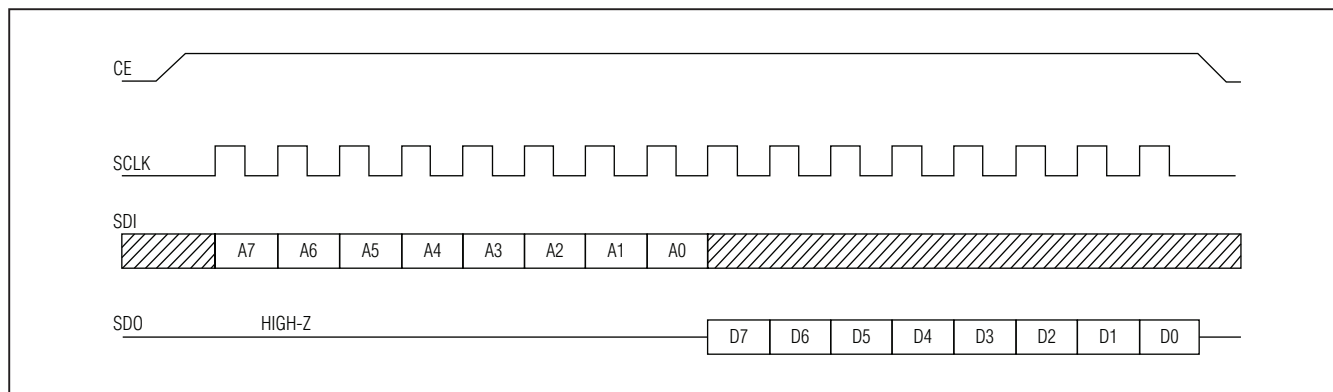 CE
SCLK
SDI
A7 A6 A5 A4 A3 A2 A1 A0
SDO HIGH-Z
D7 D6 D5 D4 D3 D2 D1 D0